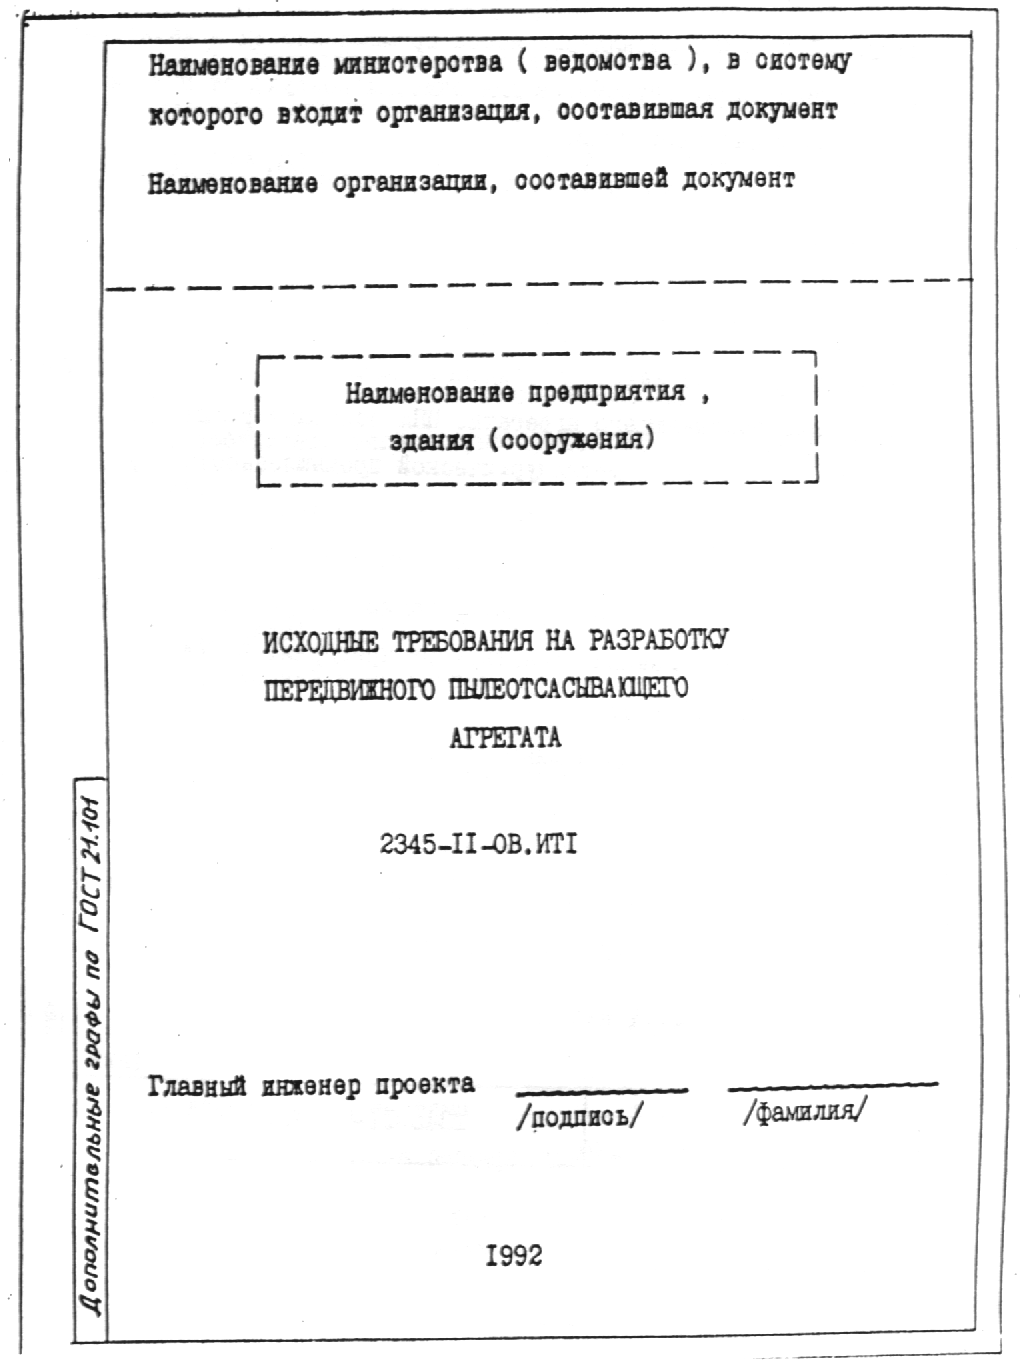 Наименование министерства ( ведомства ), в систему
которого входит организация, составившая документ
Наименование организации, составившей документ
Наименование предприятия ,
здания (сооружения)
ИСХОДНЫЕ ТРЕБОВАНИЯ НА РАЗРАБОТКУ
ПЕРЕДВИЖНОГО ПЫЛЕОТСАСЫВАЮЩЕГО
АГРЕГАТА
2345-II-ОВ.ИТI
Главный инженер проекта
/подпись/ /фамилия/
I992
Дополнительные графы по ГОСТ 21.101